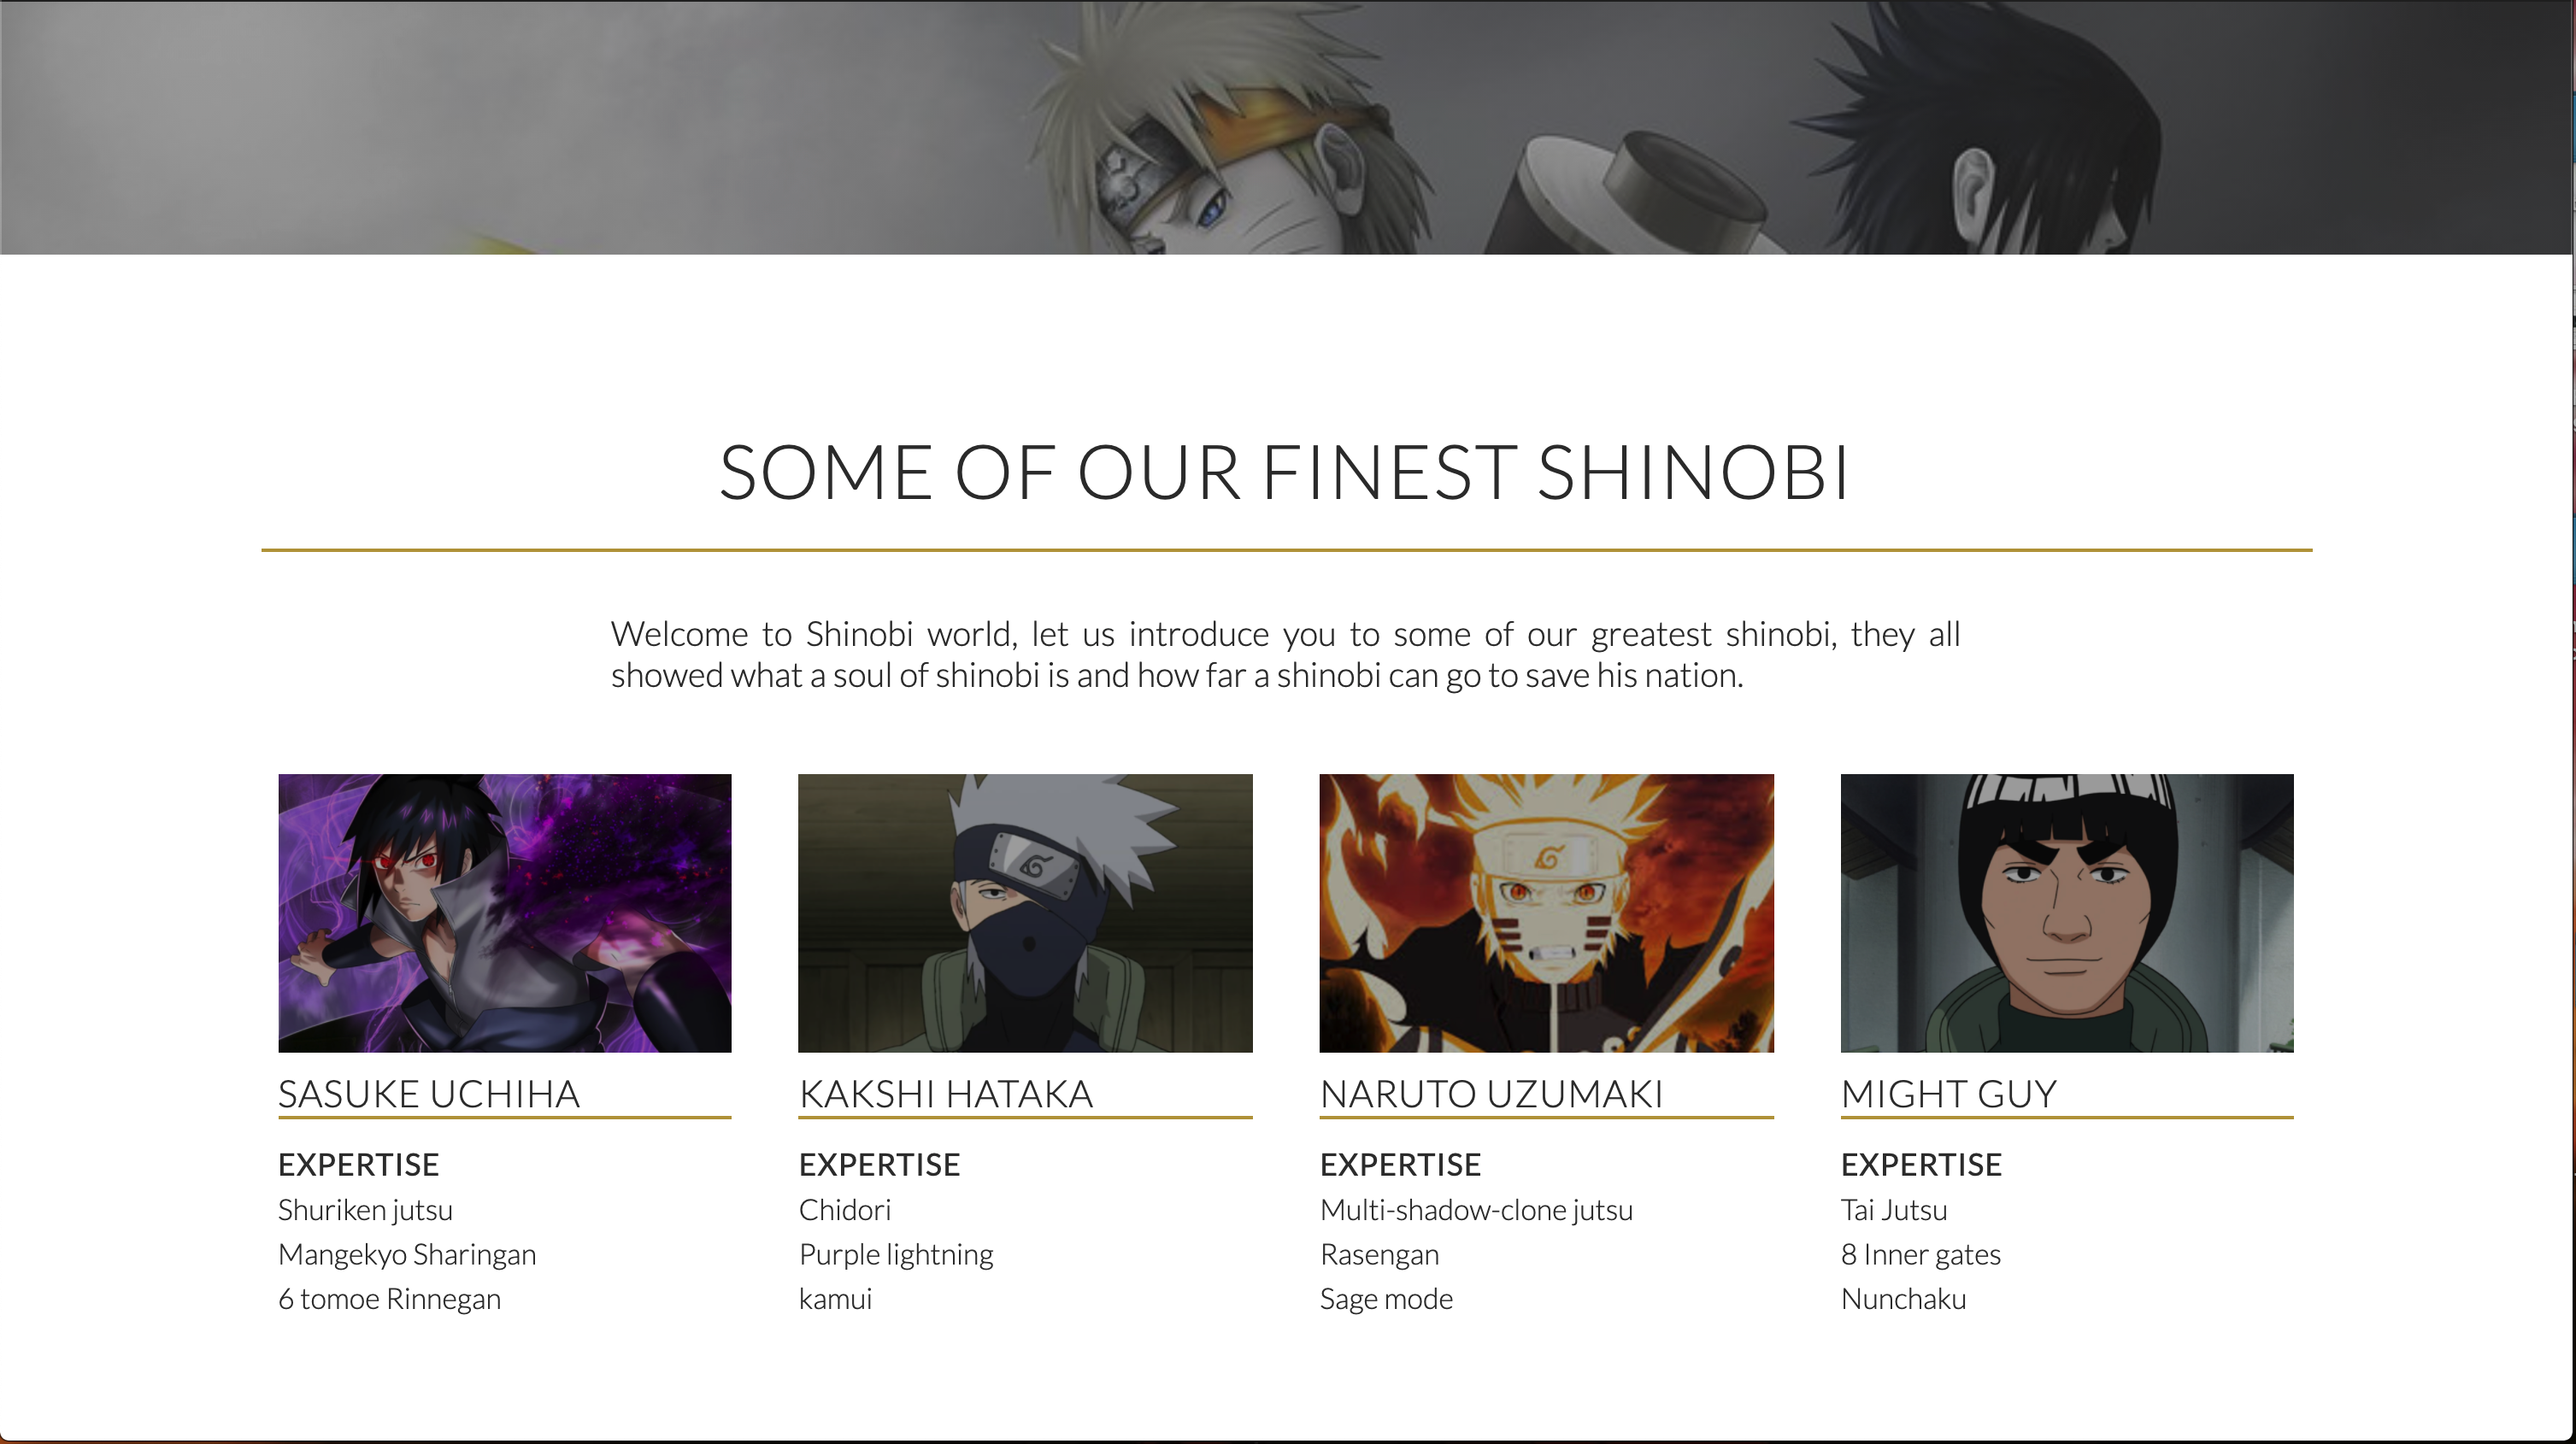 SOME OF OUR FINEST SHINOBI
Welcome to Shinobi world, let us introduce you to some of our greatest shinobi, they all
showed what a soul of shinobi is and how far a shinobi can go to save his nation.
SASUKE UCHIHA
EXPERTISE
Shuriken jutsu
Mangekyo Sharingan
6 tomoe Rinnegan
KAKSHI HATAKA
EXPERTISE
Chidori
Purple lightning
kamui
NARUTO UZUMAKI
EXPERTISE
Multi-shadow-clone jutsu
Rasengan
Sage mode
MIGHT GUY
EXPERTISE
Tai Jutsu
8 Inner gates
Nunchaku